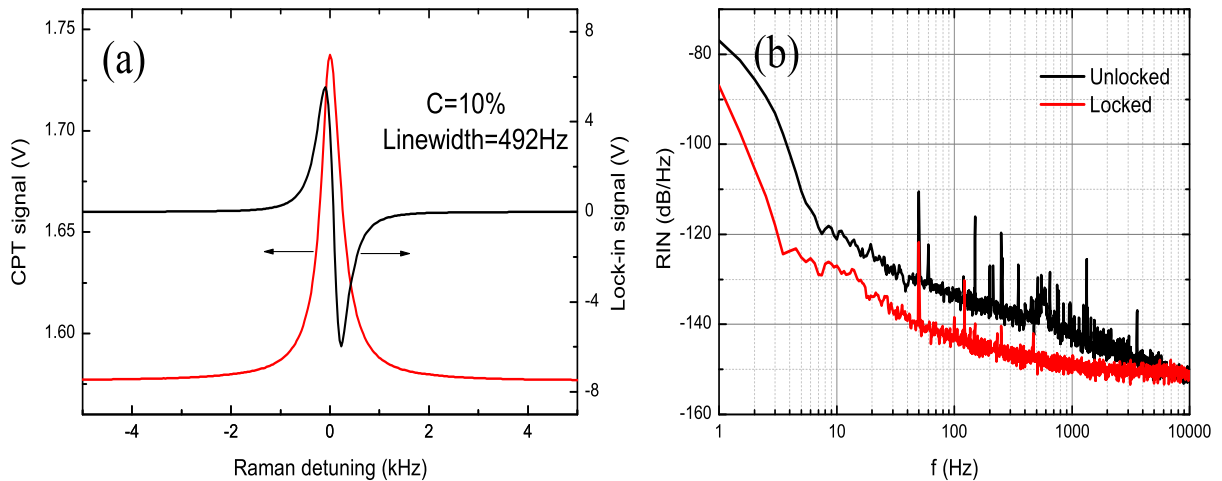 (a)
C=10%
Linewidth=492Hz
CPT signal (V)
1.75
1.70
1.65
1.60
Lock-in signal (V)
8
4
0
-4
-8
-4
-2
0
2
4
Raman detuning (kHz)
(b)
Unlocked
Locked
RIN (dB/Hz)
-80
-100
-120
-140
-160
1
10
100
1000
10000
f (Hz)